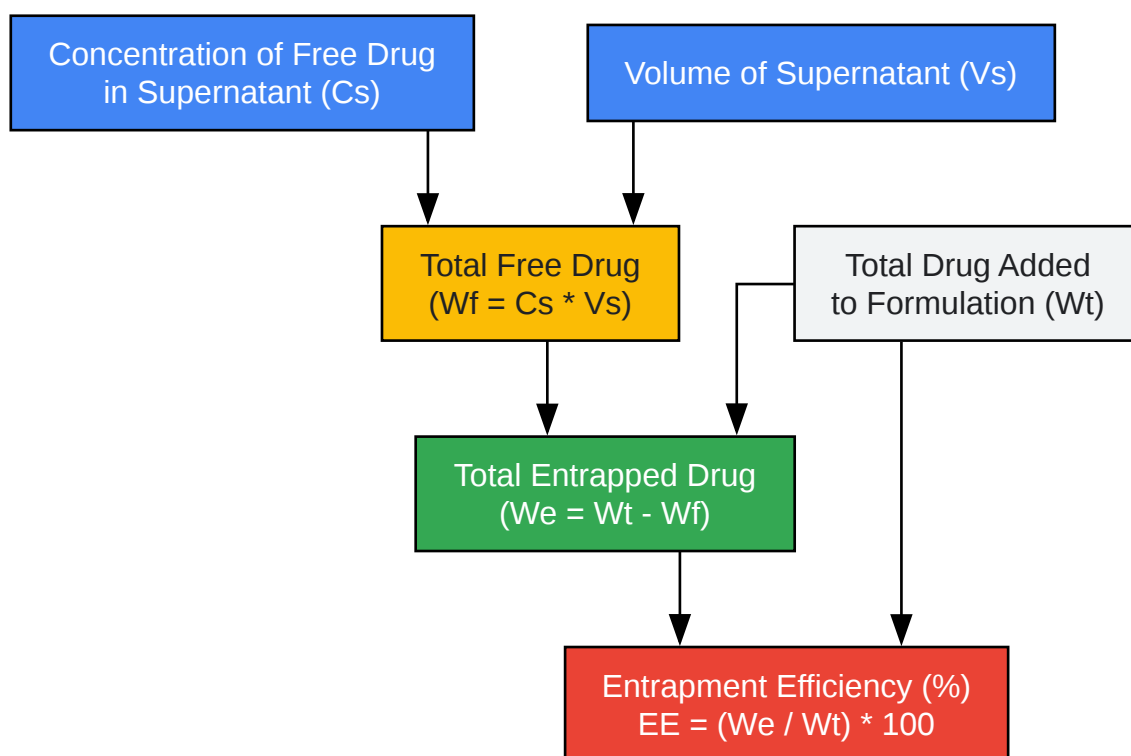 Concentration of Free Drug
in Supernatant (Cs)
Volume of Supernatant (Vs)
Total Free Drug
(Wf = Cs * Vs)
Total Drug Added
to Formulation (Wt)
Total Entrapped Drug
(We = Wt - Wf)
Entrapment Efficiency (%)
EE = (We / Wt) * 100